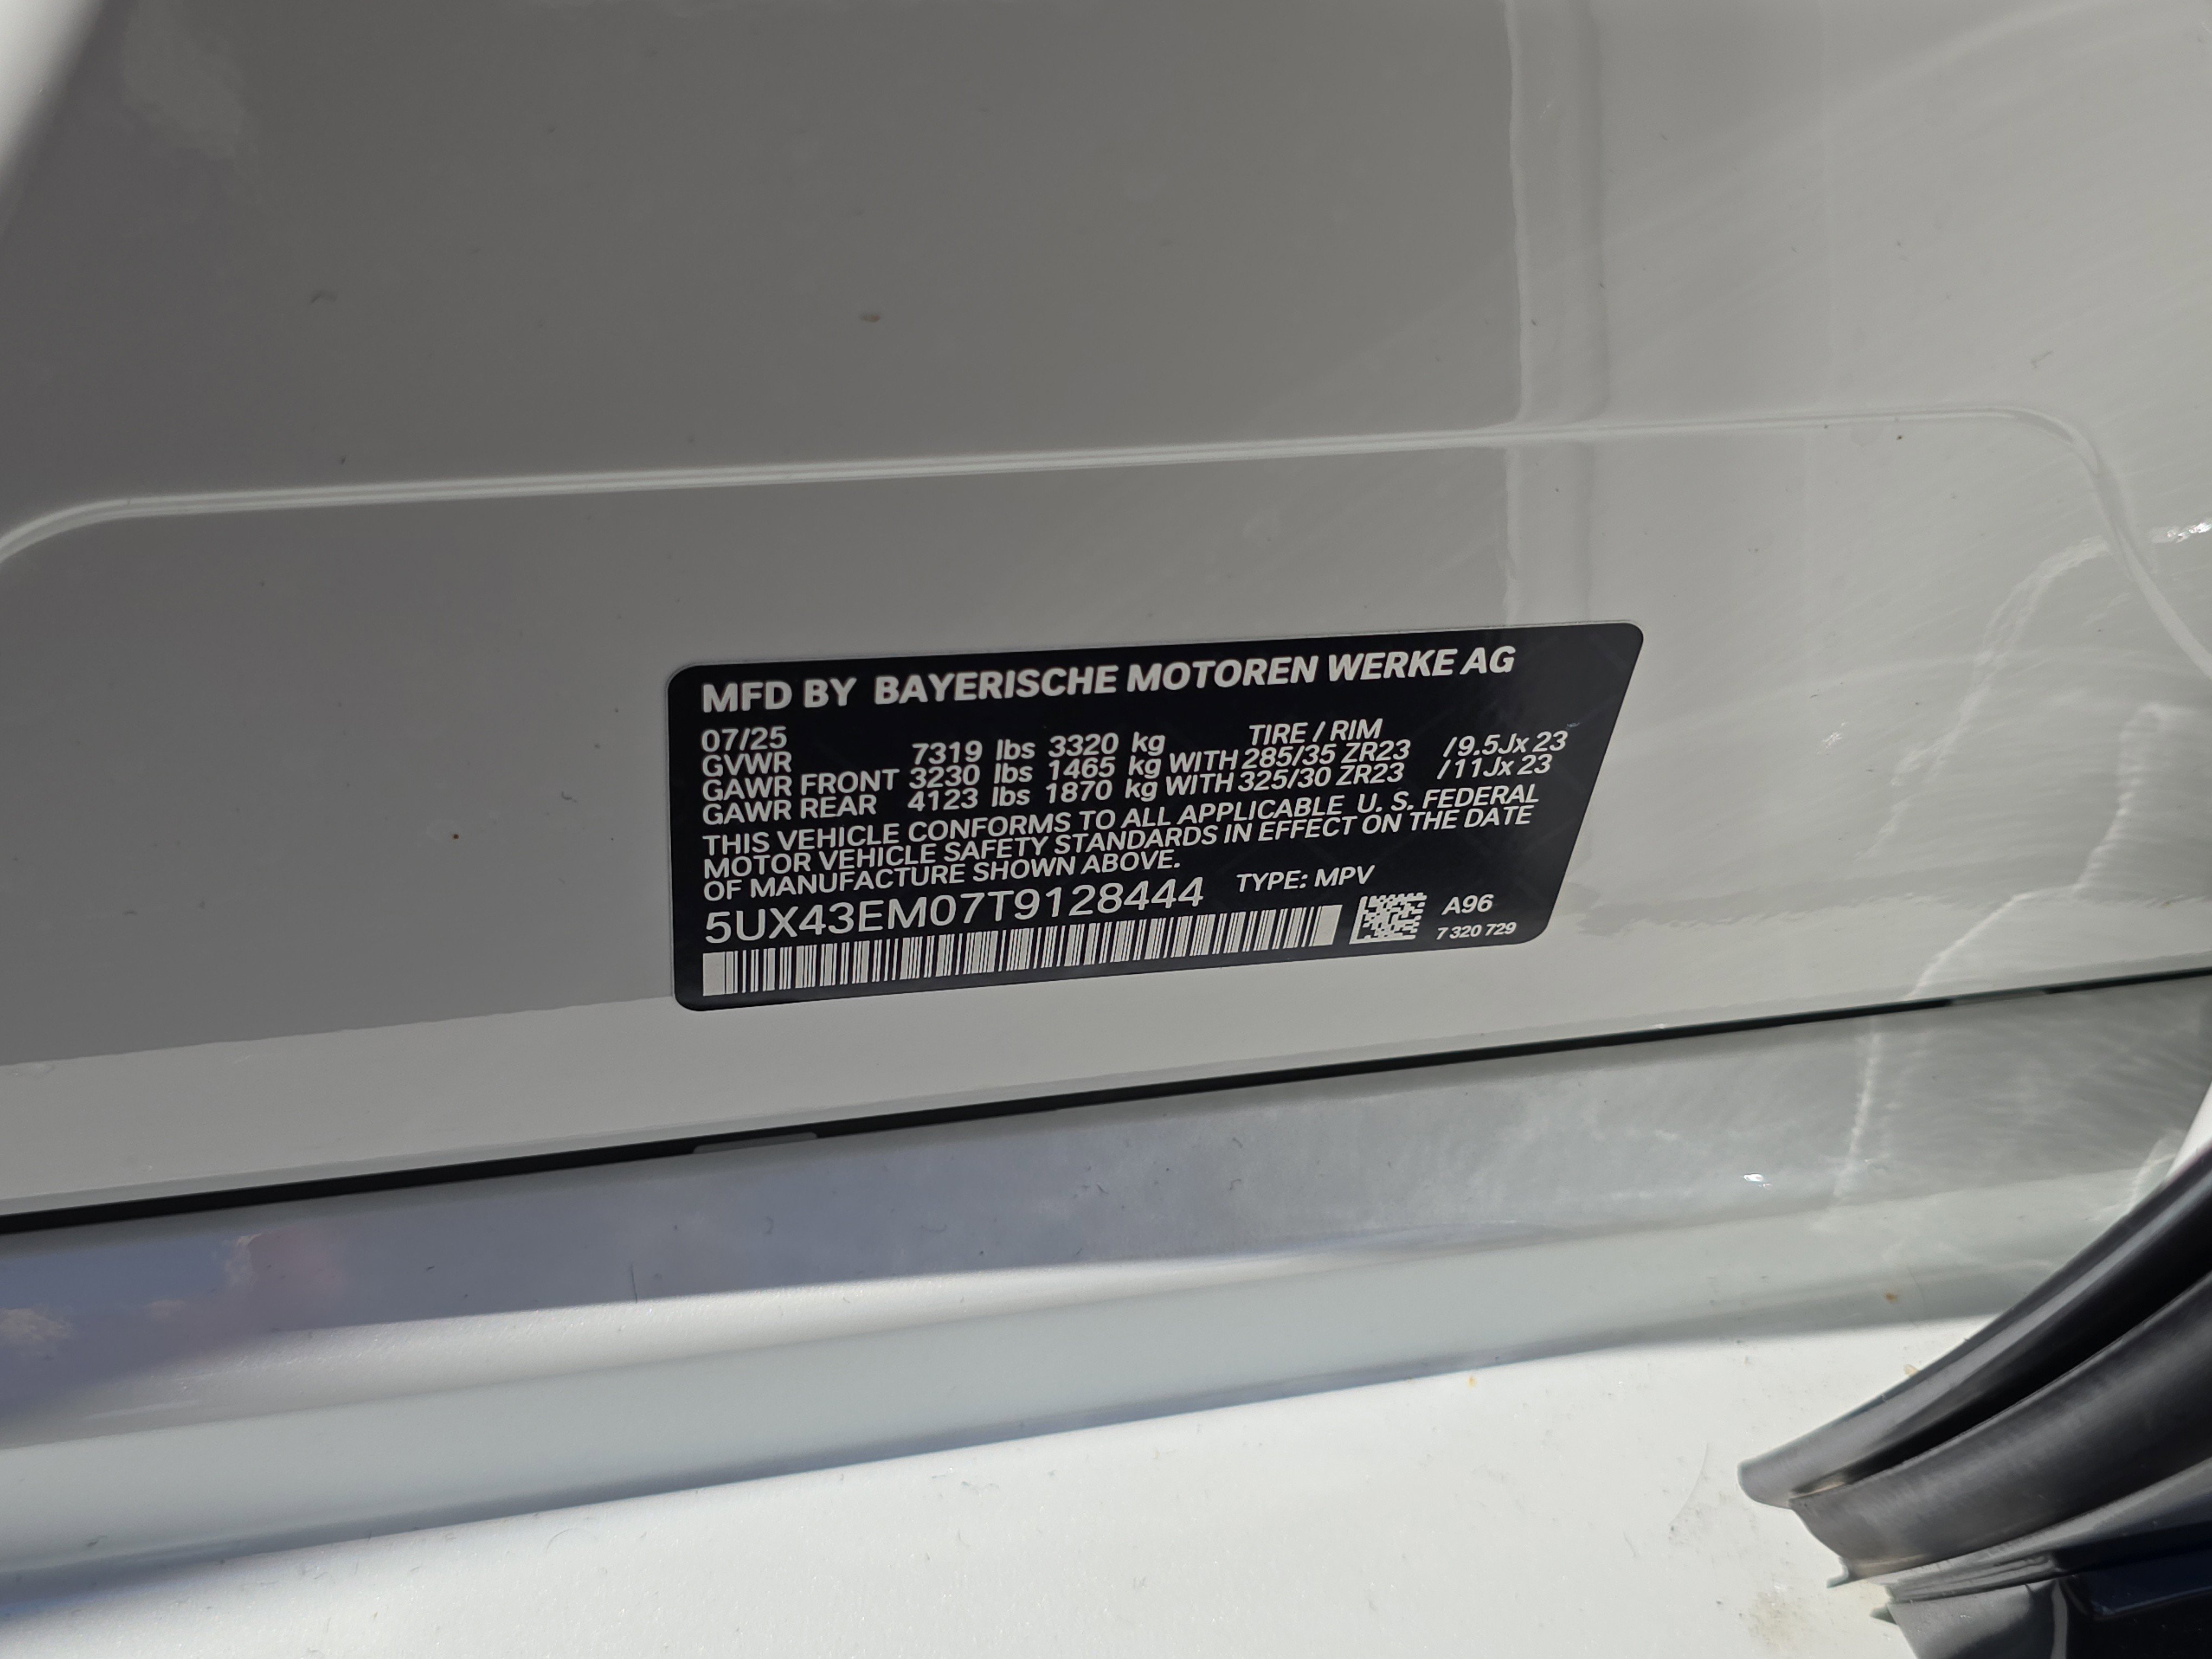 MFD BY BAYERISCHE MOTOREN WERKE AG
07/25 TIRE / RIM
GVWR 7319 lbs 3320 kg
GAWR FRONT 3230 lbs 1465 kg WITH 285/35 ZR23 /9.5Jx 23
GAWR REAR 4123 lbs 1870 kg WITH 325/30 ZR23 /11Jx 23
THIS VEHICLE CONFORMS TO ALL APPLICABLE U. S. FEDERAL
MOTOR VEHICLE SAFETY STANDARDS IN EFFECT ON THE DATE
OF MANUFACTURE SHOWN ABOVE.
5UX43EM07T9128444 TYPE: MPV
A96
7 320 729